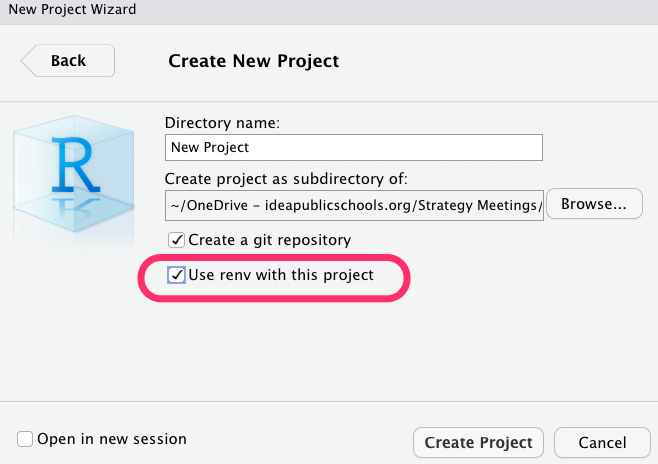 New Project Wizard
Back
Create New Project
R
Directory name:
New Project
Create project as subdirectory of:
~/OneDrive - ideapublicschools.org/Strategy Meetings/
Browse...
Create a git repository
Use renv with this project
Open in new session
Create Project
Cancel